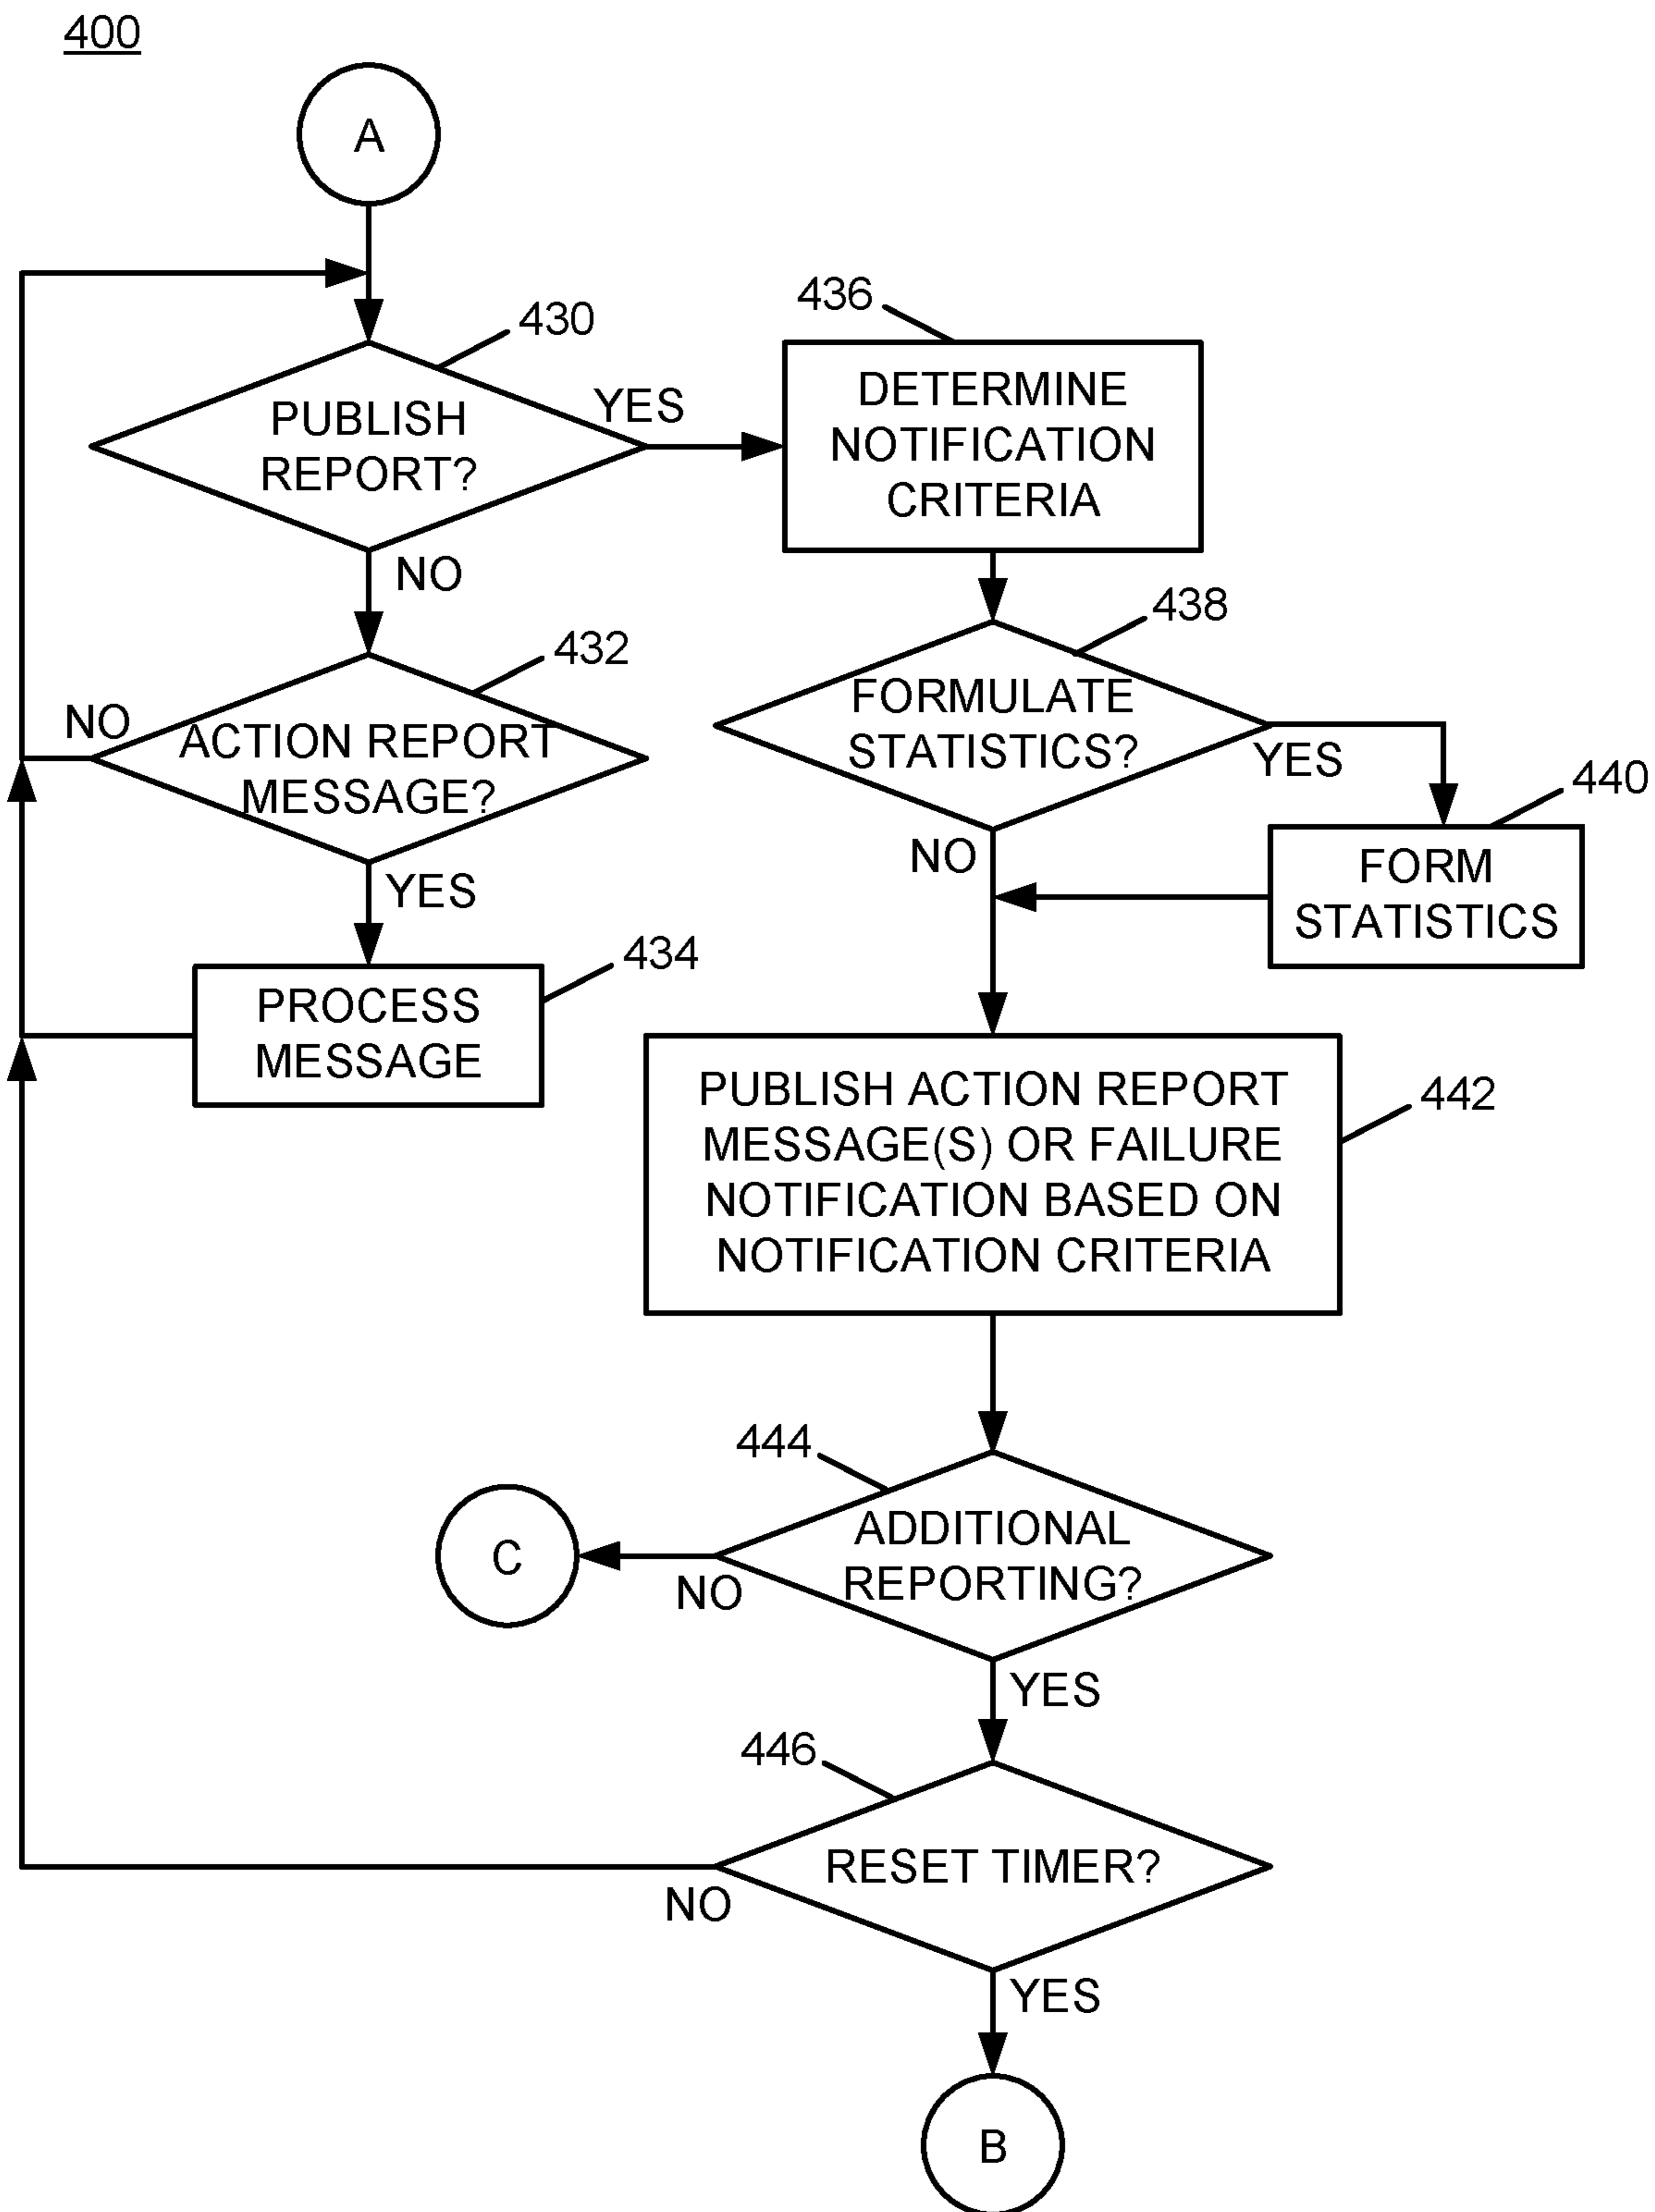 400
A
430
PUBLISH
REPORT?
YES
NO
436
DETERMINE
NOTIFICATION
CRITERIA
432
NO
ACTION REPORT
MESSAGE?
YES
438
FORMULATE
STATISTICS?
YES
NO
440
FORM
STATISTICS
434
PROCESS
MESSAGE
442
PUBLISH ACTION REPORT
MESSAGE(S) OR FAILURE
NOTIFICATION BASED ON
NOTIFICATION CRITERIA
444
ADDITIONAL
REPORTING?
C
NO
YES
446
RESET TIMER?
NO
YES
B